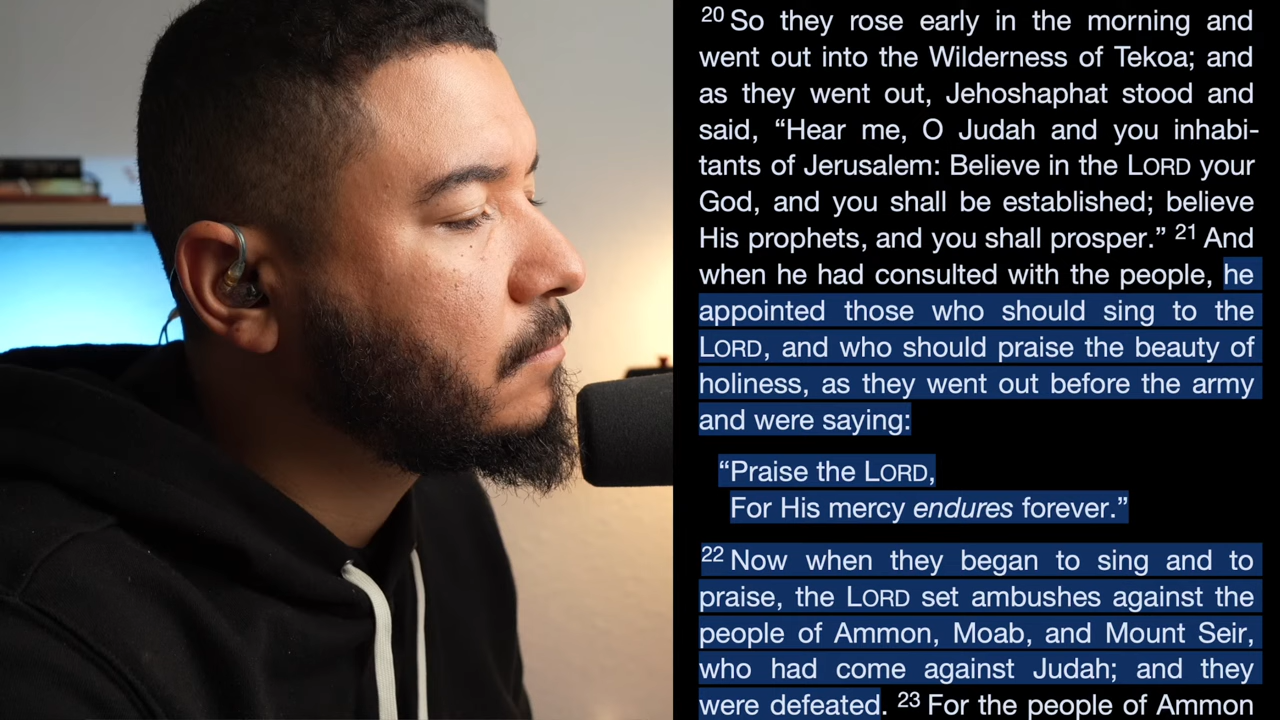 20 So they rose early in the morning and
went out into the Wilderness of Tekoa; and
as they went out, Jehoshaphat stood and
said, “Hear me, O Judah and you inhabi-
tants of Jerusalem: Believe in the LORD your
God, and you shall be established; believe
His prophets, and you shall prosper.” 21 And
when he had consulted with the people, he
appointed those who should sing to the
LORD, and who should praise the beauty of
holiness, as they went out before the army
and were saying:
“Praise the LORD,
For His mercy endures forever.”
22 Now when they began to sing and to
praise, the LORD set ambushes against the
people of Ammon, Moab, and Mount Seir,
who had come against Judah; and they
were defeated. 23 For the people of Ammon